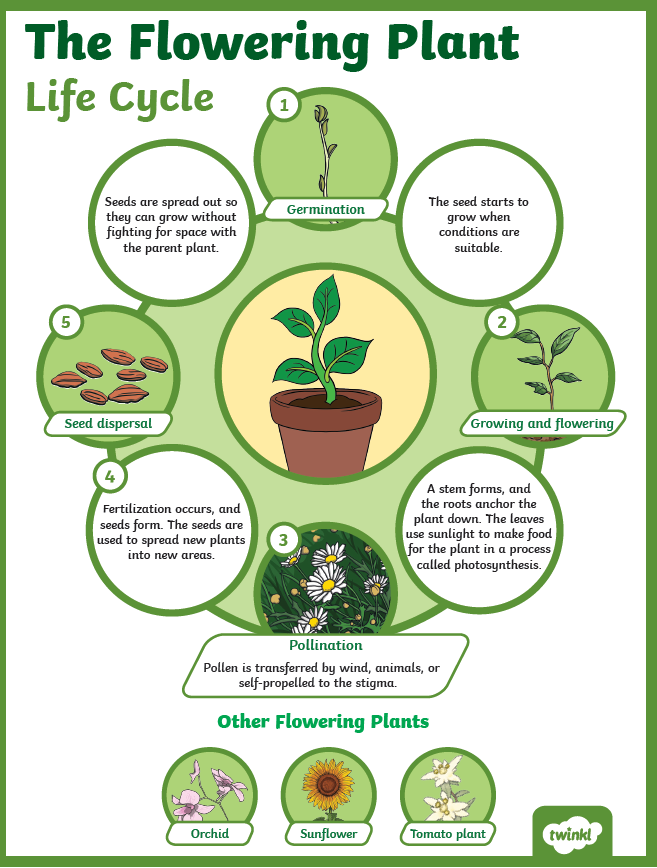 The Flowering Plant
Life Cycle
1
Germination
The seed starts to
grow when
conditions are
suitable.
2
Growing and flowering
A stem forms, and
the roots anchor the
plant down. The leaves
use sunlight to make food
for the plant in a process
called photosynthesis.
3
Pollination
Pollen is transferred by wind, animals, or
self-propelled to the stigma.
4
Fertilization occurs, and
seeds form. The seeds are
used to spread new plants
into new areas.
5
Seed dispersal
Seeds are spread out so
they can grow without
fighting for space with
the parent plant.
Other Flowering Plants
Orchid
Sunflower
Tomato plant
twinkl